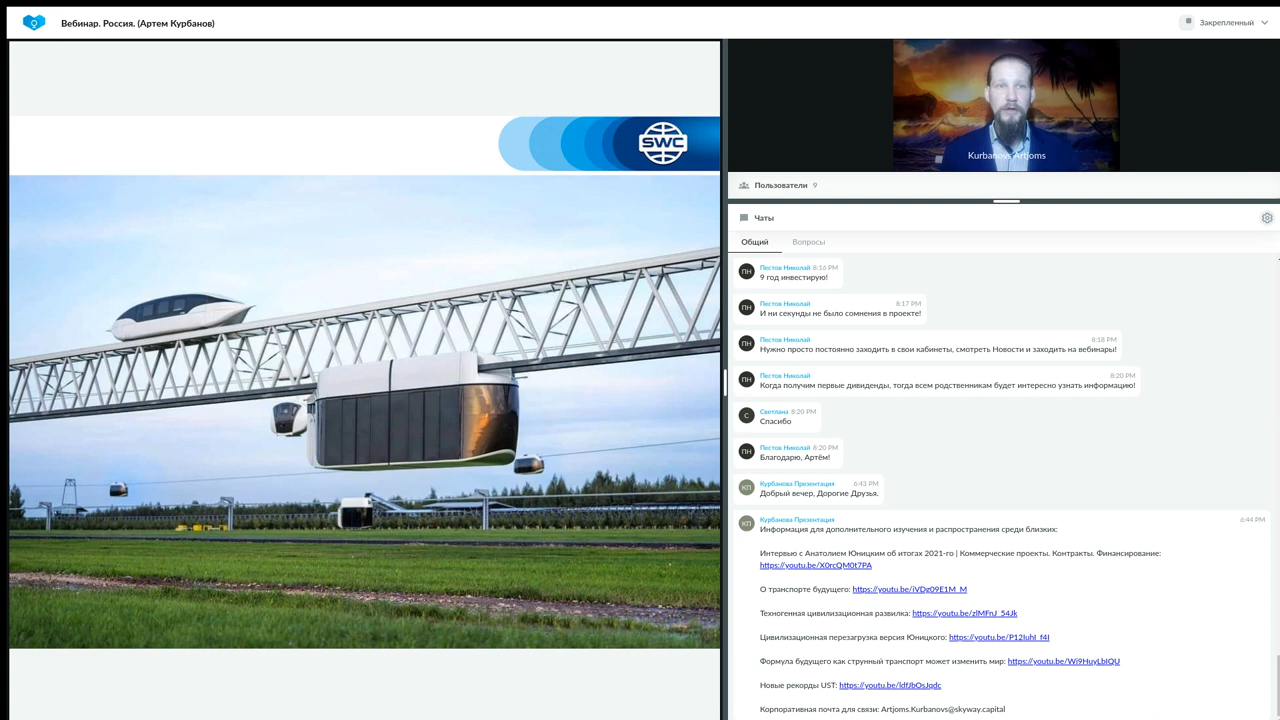 Вебинар. Россия. (Артем Курбанов)
Закрепленный
SWC
Kurbanovs Artjoms
Пользователи 9
Чаты
Общий Вопросы
ПН Пестов Николай 8:16 PM
9 год инвестирую!
ПН Пестов Николай 8:17 PM
И ни секунды не было сомнения в проекте!
ПН Пестов Николай 8:18 PM
Нужно просто постоянно заходить в свои кабинеты, смотреть Новости и заходить на вебинары!
ПН Пестов Николай 8:20 PM
Когда получим первые дивиденды, тогда всем родственникам будет интересно узнать информацию!
С Светлана 8:20 PM
Спасибо
ПН Пестов Николай 8:20 PM
Благодарю, Артём!
КП Курбанова Презентация 6:43 PM
Добрый вечер, Дорогие Друзья.
КП Курбанова Презентация 6:44 PM
Информация для дополнительного изучения и распространения среди близких:
Интервью с Анатолием Юницким об итогах 2021-го | Коммерческие проекты. Контракты. Финансирование:
https://youtu.be/X0rcQM0t7PA
О транспорте будущего: https://youtu.be/iVDg09E1M_M
Техногенная цивилизационная развилка: https://youtu.be/zlMFnJ_54Jk
Цивилизационная перезагрузка версия Юницкого: https://youtu.be/P12IuhI_f4I
Формула будущего как струнный транспорт может изменить мир: https://youtu.be/Wi9HuyLbIQU
Новые рекорды UST: https://youtu.be/ldfJbOsJqdc
Корпоративная почта для связи: Artjoms.Kurbanovs@skyway.capital